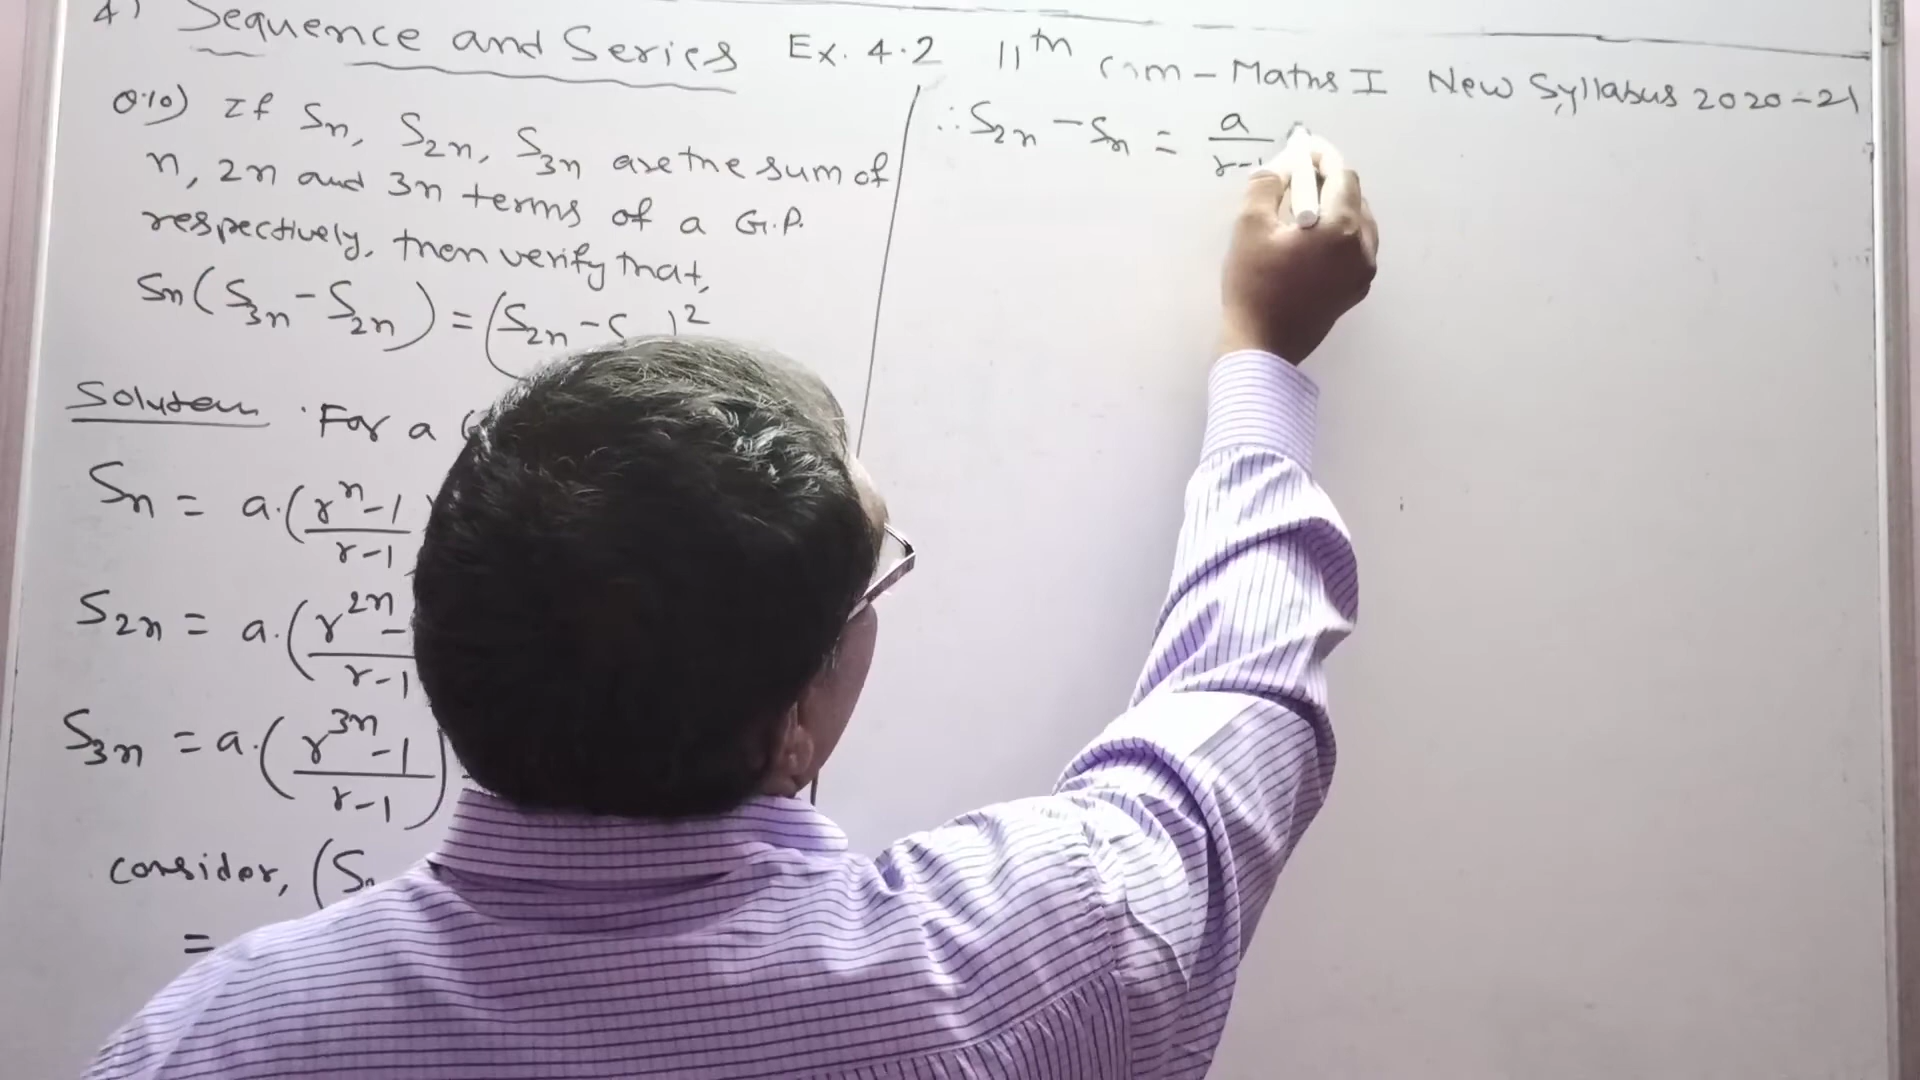 4) Sequence and Series Ex. 4.2 11th Com - Maths I New Syllabus 2020-21
Q.10) If Sn, S2n, S3n are the sum of
n, 2n and 3n terms of a G.P.
respectively, then verify that,
Sn(S3n - S2n) = (S2n - S )²
Solution : For a
Sn = a.(rⁿ-1/r-1
S2n = a.(r²ⁿ-/r-1
S3n = a.(r³ⁿ-1/r-1)
consider, (S
=
∴ S2n - Sn = a/r-1